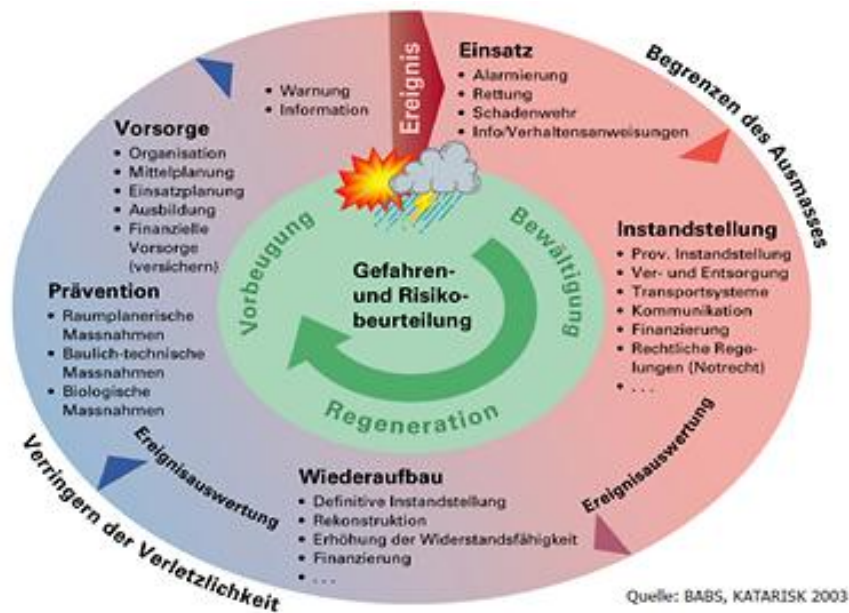 Ereignis
Einsatz
• Alarmierung
• Rettung
• Schadenwehr
• Info/Verhaltensanweisungen
Begrenzen des Ausmasses
Instandstellung
• Prov. Instandstellung
• Ver- und Entsorgung
• Transportsysteme
• Kommunikation
• Finanzierung
• Rechtliche Rege-
lungen (Notrecht)
• . . .
Ereignisauswertung
Wiederaufbau
• Definitive Instandstellung
• Rekonstruktion
• Erhöhung der Widerstandsfähigkeit
• Finanzierung
• . . .
Ereignisauswertung
Verringern der Verletzlichkeit
Prävention
• Raumplanerische
Massnahmen
• Baulich-technische
Massnahmen
• Biologische
Massnahmen
Vorsorge
• Organisation
• Mittelplanung
• Einsatzplanung
• Ausbildung
• Finanzielle
Vorsorge
(versichern)
• Warnung
• Information
Bewältigung
Regeneration
Vorbeugung
Gefahren-
und Risiko-
beurteilung
Quelle: BABS, KATARISK 2003